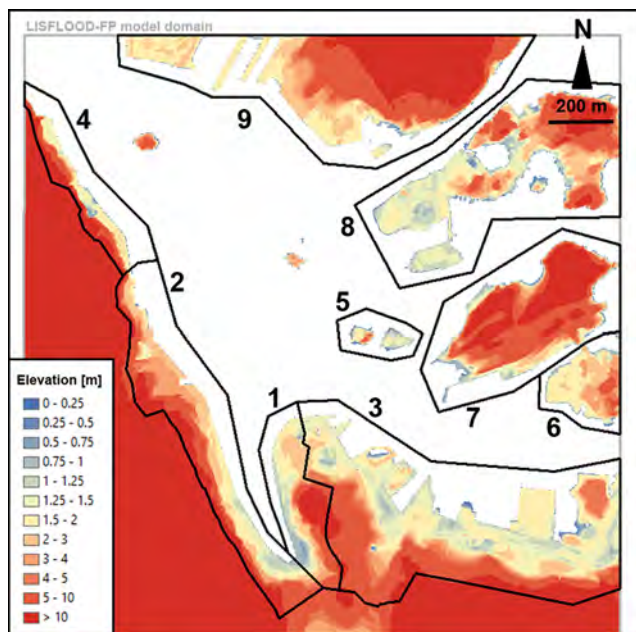 LISFLOOD-FP model domain
N
200 m
4
9
8
2
5
1
3
7
6
Elevation [m]
0 - 0.25
0.25 - 0.5
0.5 - 0.75
0.75 - 1
1 - 1.25
1.25 - 1.5
1.5 - 2
2 - 3
3 - 4
4 - 5
5 - 10
> 10